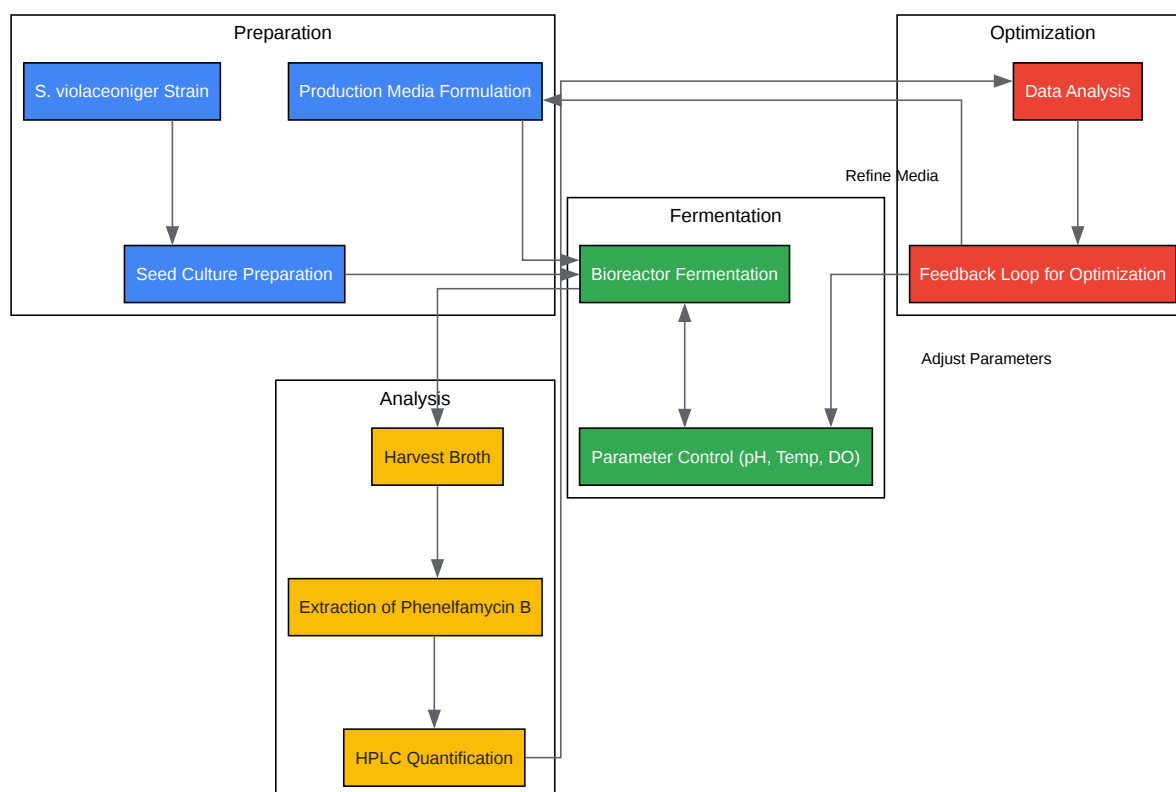 Preparation
S. violaceoniger Strain
Production Media Formulation
Seed Culture Preparation
Optimization
Data Analysis
Refine Media
Feedback Loop for Optimization
Adjust Parameters
Fermentation
Bioreactor Fermentation
Parameter Control (pH, Temp, DO)
Analysis
Harvest Broth
Extraction of Phenelfamycin B
HPLC Quantification